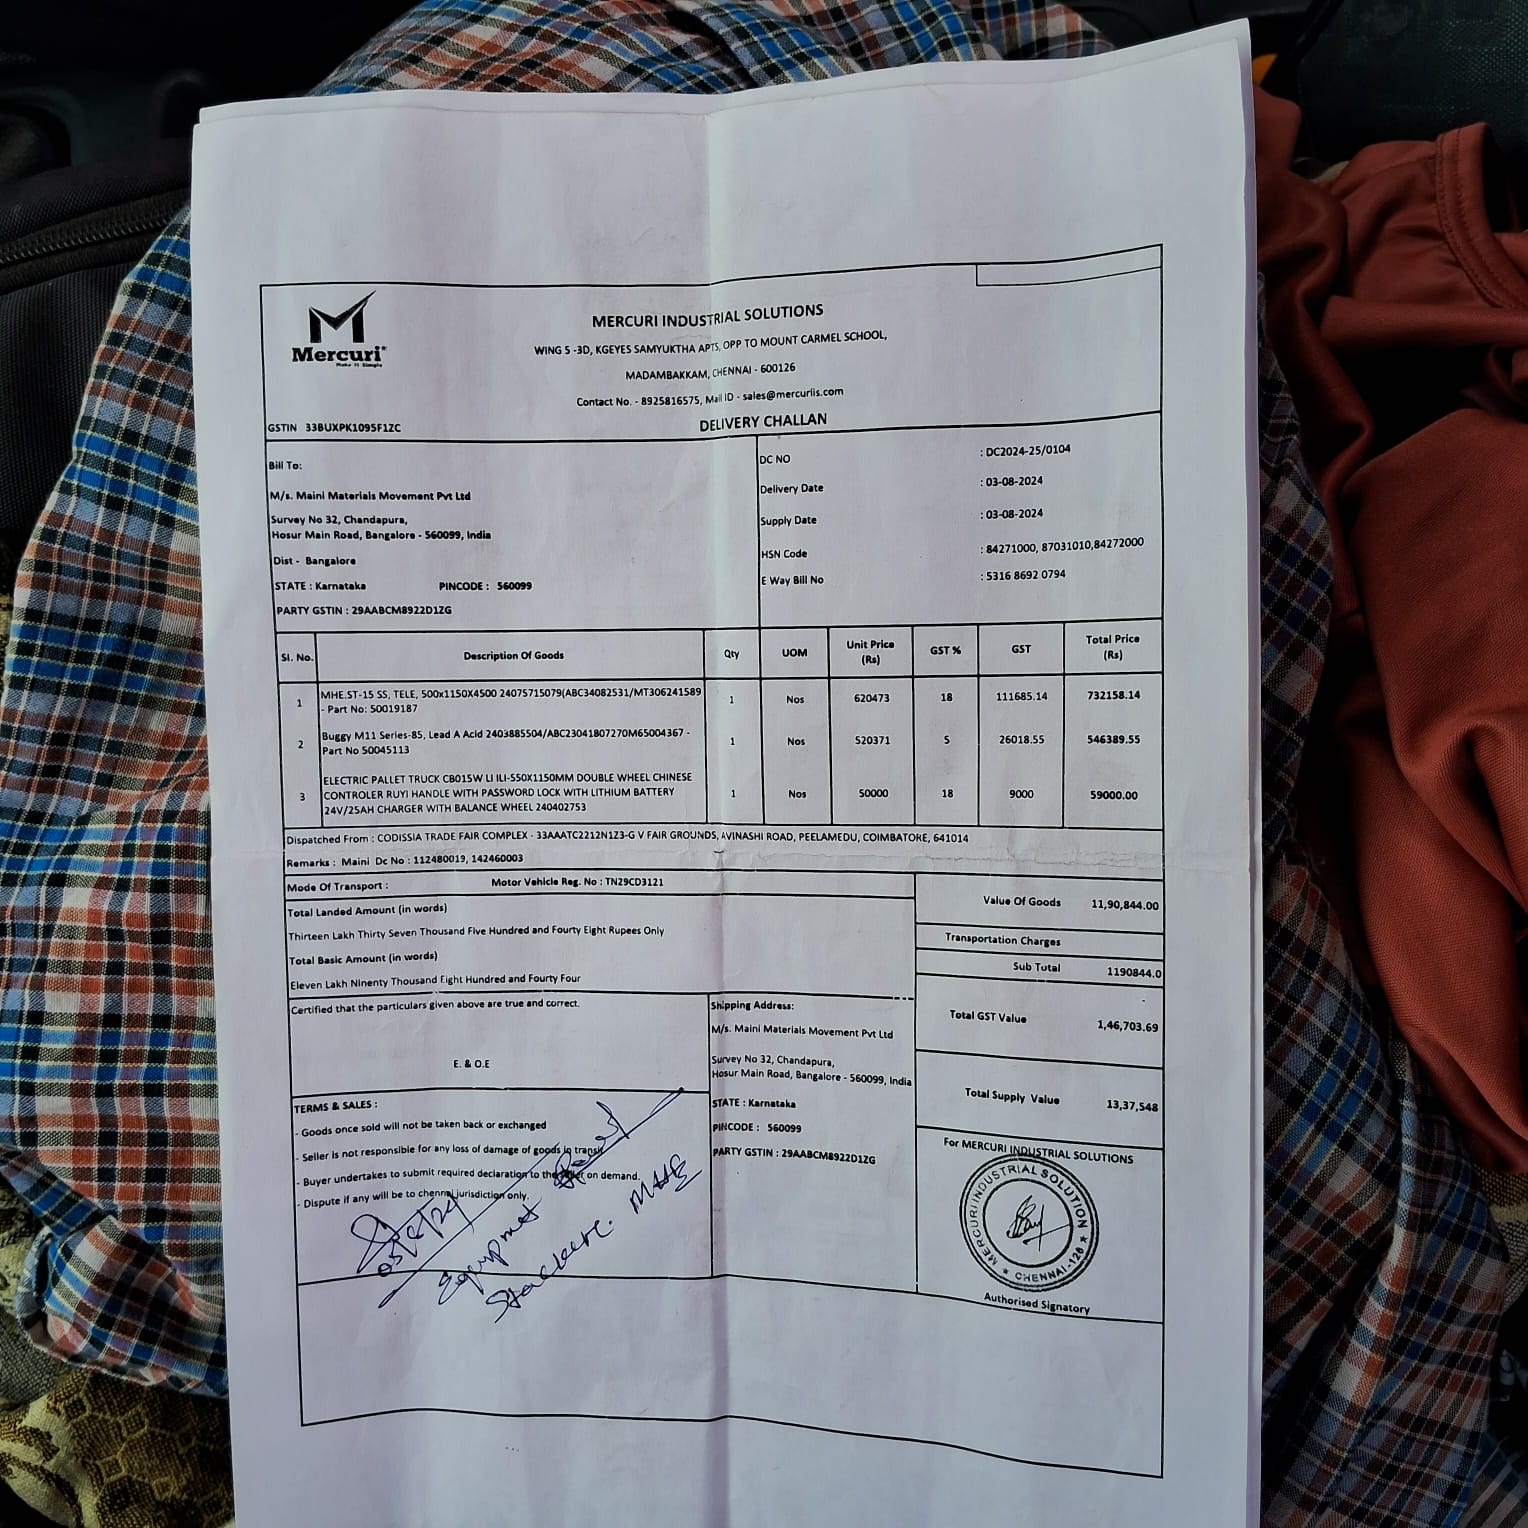 Mercuri
Make It Simple
MERCURI INDUSTRIAL SOLUTIONS
WING 5 -3D, KGEYES SAMYUKTHA APTS, OPP TO MOUNT CARMEL SCHOOL,
MADAMBAKKAM, CHENNAI - 600126
Contact No. - 8925816575, Mail ID - sales@mercuriis.com
GSTIN 33BUXPK1095F1ZC
DELIVERY CHALLAN
Bill To:
M/s. Maini Materials Movement Pvt Ltd
Survey No 32, Chandapura,
Hosur Main Road, Bangalore - 560099, India
Dist - Bangalore
STATE : Karnataka PINCODE : 560099
PARTY GSTIN : 29AABCM8922D1ZG
DC NO : DC2024-25/0104
Delivery Date : 03-08-2024
Supply Date : 03-08-2024
HSN Code : 84271000, 87031010,84272000
E Way Bill No : 5316 8692 0794
Sl. No. Description Of Goods Qty UOM Unit Price (Rs) GST % GST Total Price (Rs)
1 MHE.ST-15 SS, TELE, 500x1150X4500 24075715079(ABC34082531/MT306241589 1 Nos 620473 18 111685.14 732158.14
- Part No: 50019187
2 Buggy M11 Series-85, Lead A Acid 2403885504/ABC23041807270M65004367 - 1 Nos 520371 5 26018.55 546389.55
Part No 50045113
ELECTRIC PALLET TRUCK CB015W LI ILI-550X1150MM DOUBLE WHEEL CHINESE
3 CONTROLER RUYI HANDLE WITH PASSWORD LOCK WITH LITHIUM BATTERY 1 Nos 50000 18 9000 59000.00
24V/25AH CHARGER WITH BALANCE WHEEL 240402753
Dispatched From : CODISSIA TRADE FAIR COMPLEX - 33AAATC2212N1Z3-G V FAIR GROUNDS, AVINASHI ROAD, PEELAMEDU, COIMBATORE, 641014
Remarks : Maini Dc No : 112480019, 142460003
Mode Of Transport : Motor Vehicle Reg. No : TN29CD3121
Total Landed Amount (in words)
Thirteen Lakh Thirty Seven Thousand Five Hundred and Fourty Eight Rupees Only
Total Basic Amount (in words)
Eleven Lakh Ninenty Thousand Eight Hundred and Fourty Four
Value Of Goods 11,90,844.00
Transportation Charges
Sub Total 1190844.0
Total GST Value 1,46,703.69
Total Supply Value 13,37,548
Certified that the particulars given above are true and correct.
E. & O.E
Shipping Address:
M/s. Maini Materials Movement Pvt Ltd
Survey No 32, Chandapura,
Hosur Main Road, Bangalore - 560099, India
STATE : Karnataka
PINCODE : 560099
PARTY GSTIN : 29AABCM8922D1ZG
TERMS & SALES :
- Goods once sold will not be taken back or exchanged
- Seller is not responsible for any loss of damage of goods in transit
- Buyer undertakes to submit required declaration to the seller on demand.
- Dispute if any will be to chennai jurisdiction only.
Equipment
MHE
For MERCURI INDUSTRIAL SOLUTIONS
MERCURI INDUSTRIAL SOLUTION
★ CHENNAI-126 ★
Authorised Signatory